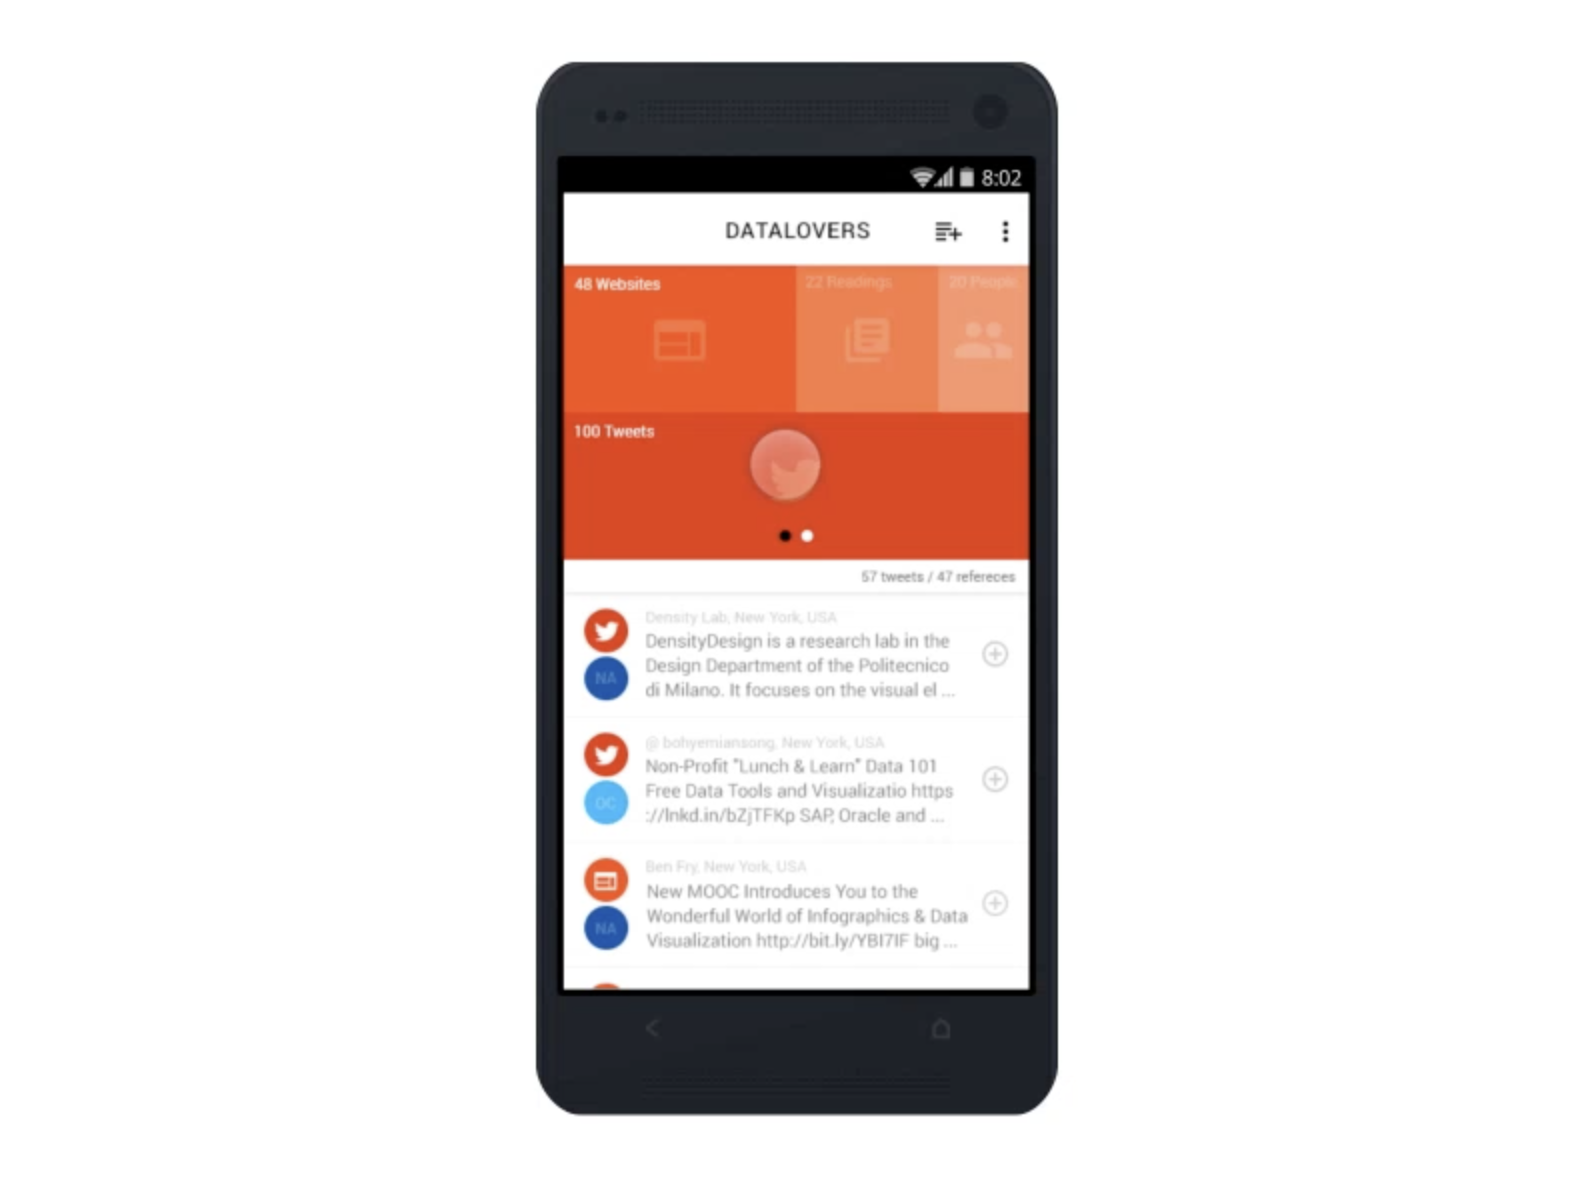 8:02
DATALOVERS
48 Websites
22 Readings
20 People
100 Tweets
57 tweets / 47 refereces
Density Lab, New York, USA
DensityDesign is a research lab in the
Design Department of the Politecnico
di Milano. It focuses on the visual el ...
NA
@ bohyemiansong, New York, USA
Non-Profit "Lunch & Learn" Data 101
Free Data Tools and Visualizatio https
://lnkd.in/bZjTFKp SAP, Oracle and ...
OC
Ben Fry, New York, USA
New MOOC Introduces You to the
Wonderful World of Infographics & Data
Visualization http://bit.ly/YBI7IF big ...
NA